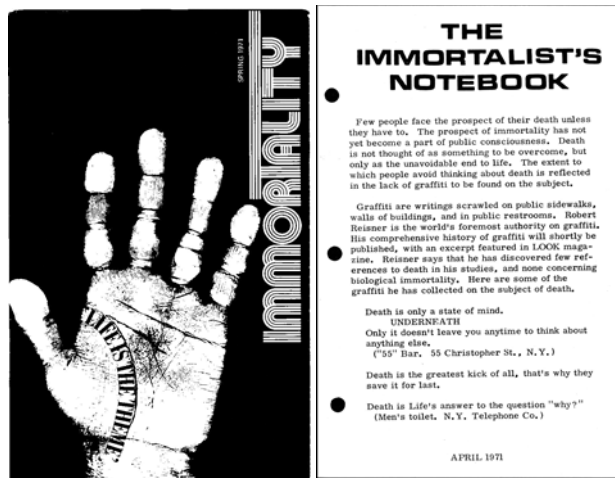 SPRING 1971
IMMORTALITY
LIFE IS THE THEME.
THE
IMMORTALIST'S
NOTEBOOK
Few people face the prospect of their death unless
they have to. The prospect of immortality has not
yet become a part of public consciousness. Death
is not thought of as something to be overcome, but
only as the unavoidable end to life. The extent to
which people avoid thinking about death is reflected
in the lack of graffiti to be found on the subject.
Graffiti are writings scrawled on public sidewalks,
walls of buildings, and in public restrooms. Robert
Reisner is the world's foremost authority on graffiti.
His comprehensive history of graffiti will shortly be
published, with an excerpt featured in LOOK maga-
zine. Reisner says that he has discovered few ref-
erences to death in his studies, and none concerning
biological immortality. Here are some of the
graffiti he has collected on the subject of death.
Death is only a state of mind.
UNDERNEATH
Only it doesn't leave you anytime to think about
anything else.
("55" Bar. 55 Christopher St., N.Y.)
Death is the greatest kick of all, that's why they
save it for last.
Death is Life's answer to the question "why?"
(Men's toilet. N.Y. Telephone Co.)
APRIL 1971